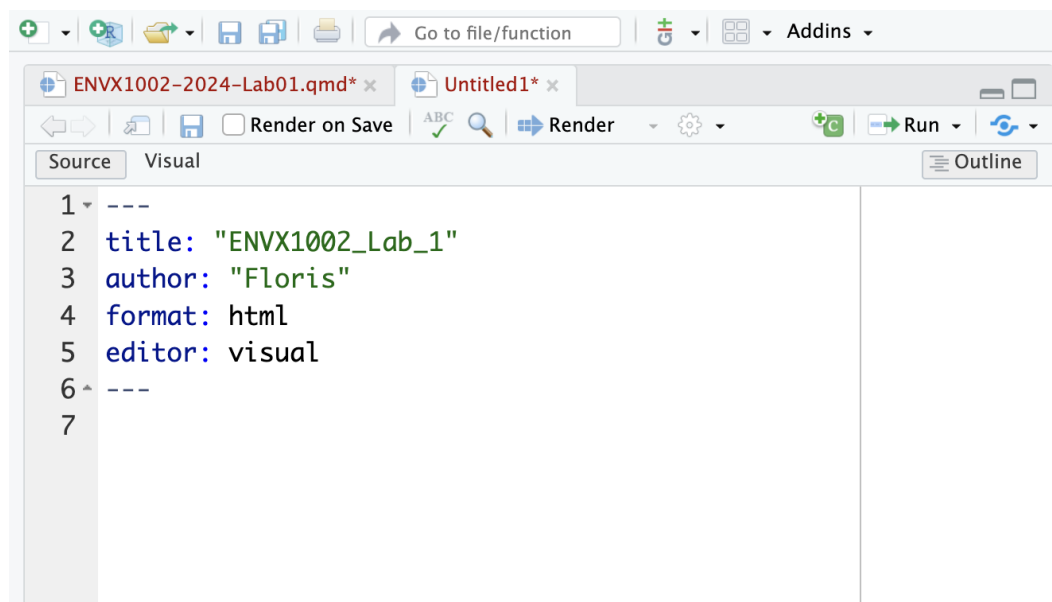 Go to file/function
Git
Addins
ENVX1002-2024-Lab01.qmd*
Untitled1*
Render on Save
ABC
Render
C
Run
Source
Visual
Outline
1 ---
2 title: "ENVX1002_Lab_1"
3 author: "Floris"
4 format: html
5 editor: visual
6 ---
7